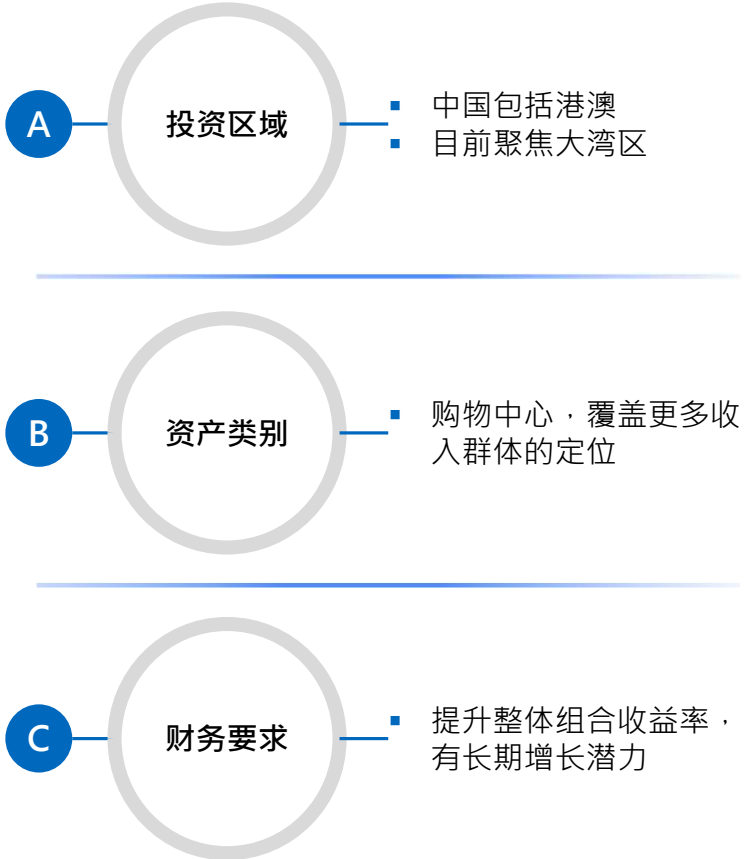 A
投资区域
中国包括港澳
目前聚焦大湾区
B
资产类别
购物中心，覆盖更多收
入群体的定位
C
财务要求
提升整体组合收益率，
有长期增长潜力